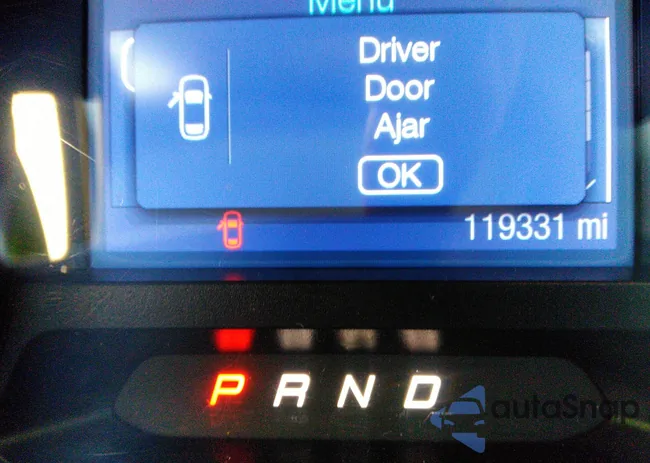 Menu
Driver
Door
Ajar
OK
119331 mi
P R N D
autoSnap